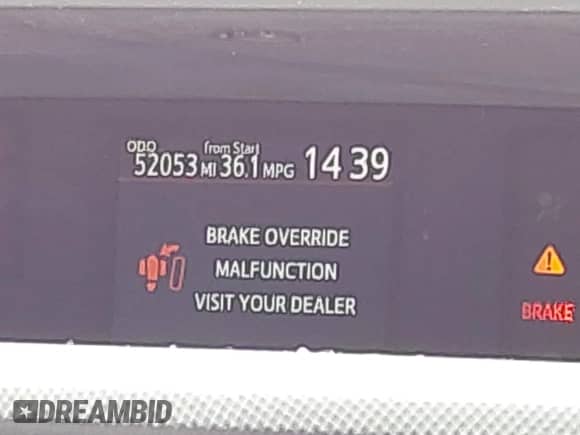 ODO from Start
52053 MI 36.1 MPG 14 39
BRAKE OVERRIDE
MALFUNCTION
VISIT YOUR DEALER
BRAKE
DREAMBID